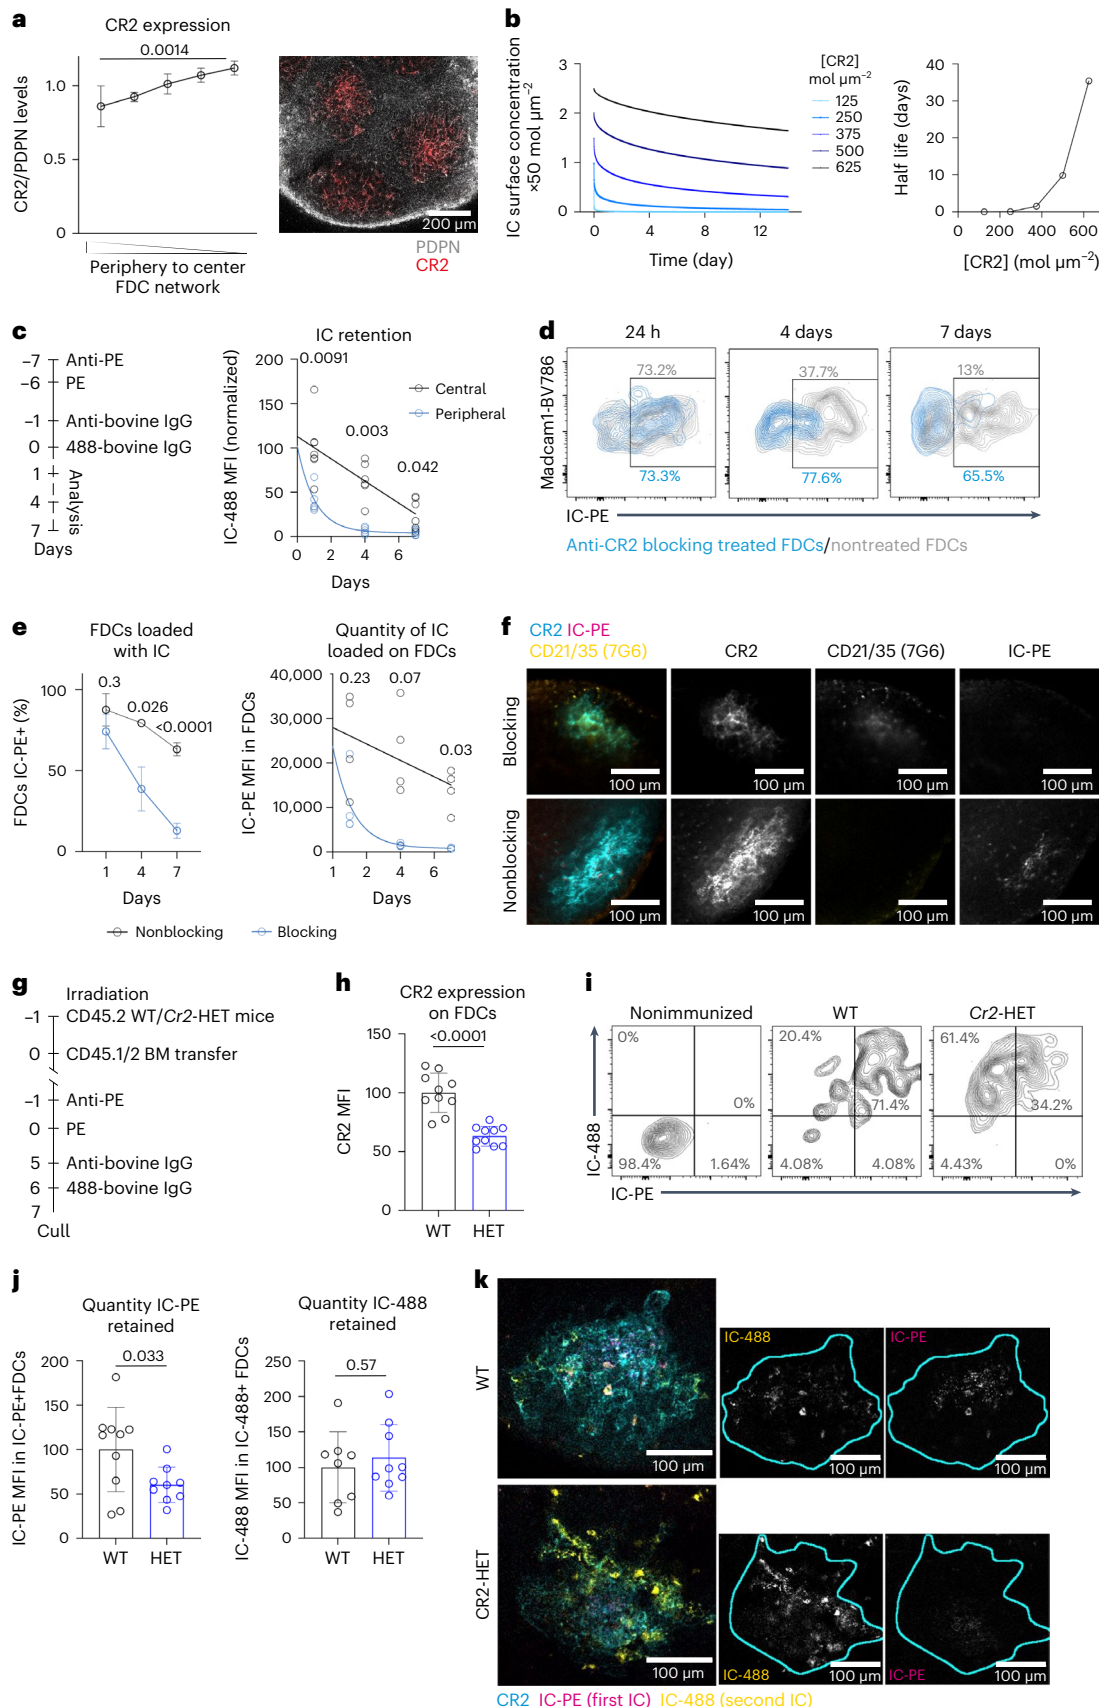 a
CR2 expression
0.0014
CR2/PDPN levels
1.0
0.5
0
Periphery to center
FDC network
200 µm
PDPN
CR2
b
IC surface concentration
×50 mol µm⁻²
3
2
1
0
0 4 8 12
Time (day)
[CR2]
mol µm⁻²
125
250
375
500
625
Half life (days)
40
30
20
10
0
0 200 400 600
[CR2] (mol µm⁻²)
c
–7 Anti-PE
–6 PE
–1 Anti-bovine IgG
0 488-bovine IgG
1
4
7
Analysis
Days
IC retention
IC-488 MFI (normalized)
200
150
100
50
0
0.0091
0.003
0.042
Central
Peripheral
0 2 4 6
Days
d
24 h 4 days 7 days
Madcam1-BV786
73.2% 37.7% 13%
73.3% 77.6% 65.5%
IC-PE
Anti-CR2 blocking treated FDCs/nontreated FDCs
e
FDCs loaded
with IC
FDCs IC-PE+ (%)
100
50
0
0.3
0.026
<0.0001
1 4 7
Days
Quantity of IC
loaded on FDCs
IC-PE MFI in FDCs
40,000
30,000
20,000
10,000
0
0.23
0.07
0.03
1 2 4 6
Days
Nonblocking Blocking
f
CR2 IC-PE
CD21/35 (7G6)
CR2 CD21/35 (7G6) IC-PE
Blocking
100 µm 100 µm 100 µm 100 µm
Nonblocking
100 µm 100 µm 100 µm 100 µm
g
Irradiation
–1 CD45.2 WT/Cr2-HET mice
0 CD45.1/2 BM transfer
–1 Anti-PE
0 PE
5 Anti-bovine IgG
6 488-bovine IgG
7
Cull
h
CR2 expression
on FDCs
<0.0001
CR2 MFI
150
100
50
0
WT HET
i
Nonimmunized WT Cr2-HET
IC-488
0% 20.4% 61.4%
0% 71.4% 34.2%
98.4% 1.64% 4.08% 4.08% 4.43% 0%
IC-PE
j
Quantity IC-PE
retained
0.033
IC-PE MFI in IC-PE+FDCs
200
150
100
50
0
WT HET
Quantity IC-488
retained
0.57
IC-488 MFI in IC-488+ FDCs
250
200
150
100
50
0
WT HET
k
WT
100 µm
IC-488
100 µm
IC-PE
100 µm
CR2-HET
100 µm
IC-488
100 µm
IC-PE
100 µm
CR2 IC-PE (first IC) IC-488 (second IC)